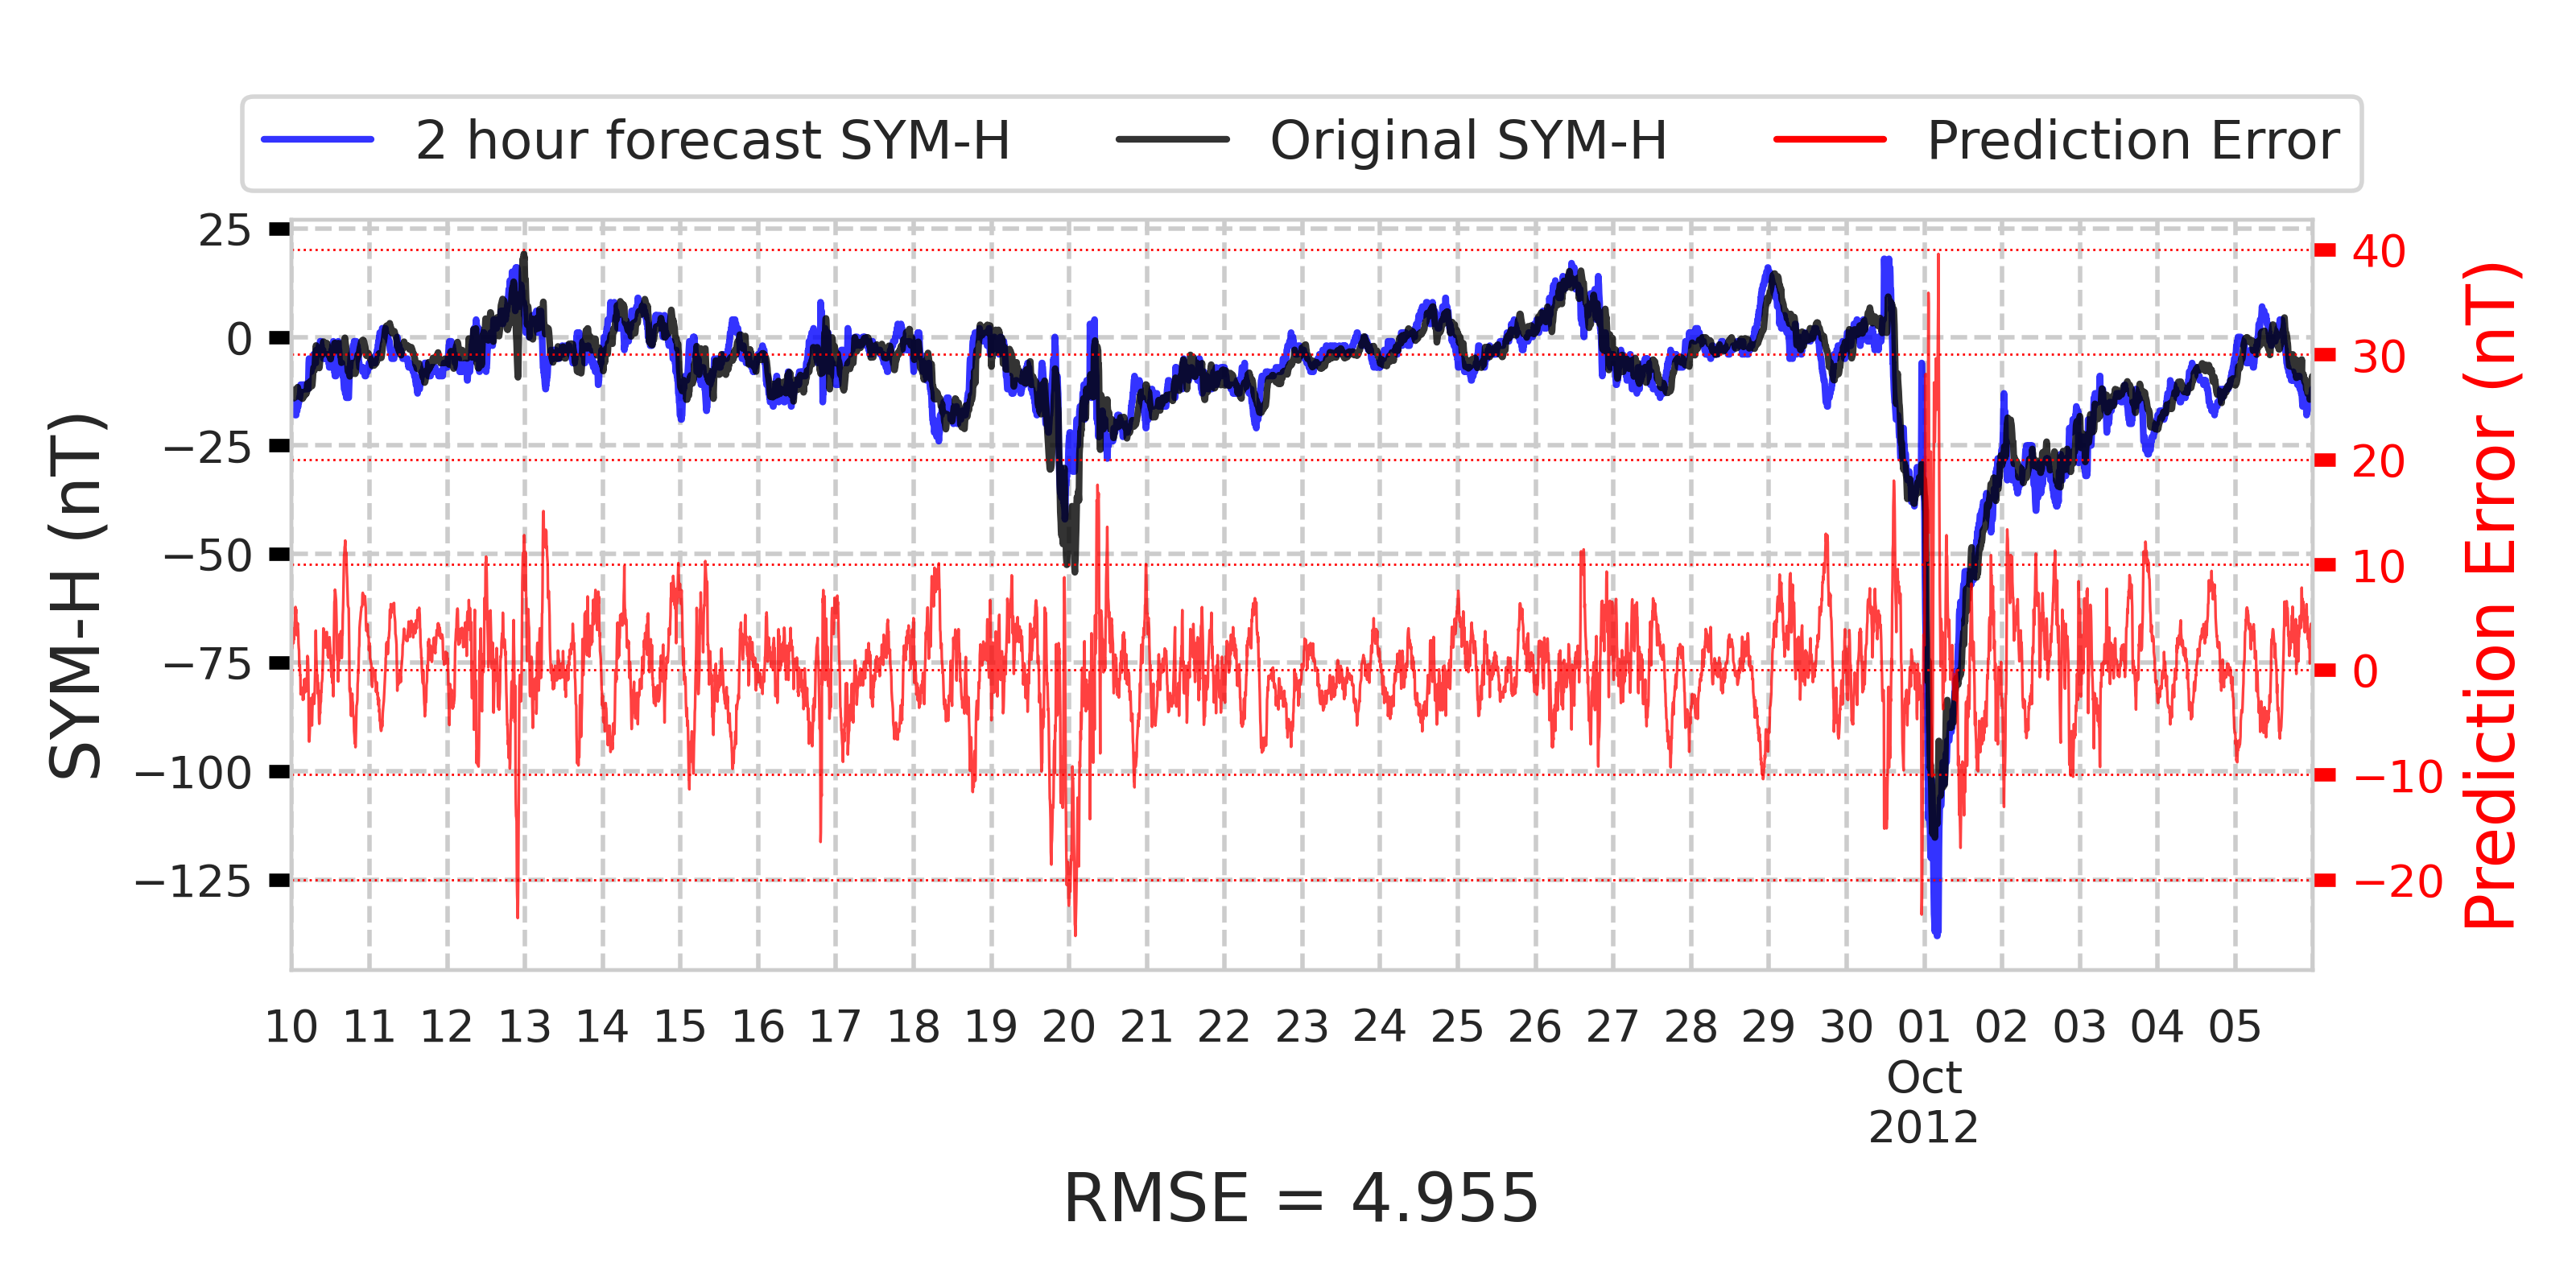 2 hour forecast SYM-H Original SYM-H Prediction Error
SYM-H (nT)
25
0
−25
−50
−75
−100
−125
40
30
20
10
0
−10
−20
Prediction Error (nT)
10 11 12 13 14 15 16 17 18 19 20 21 22 23 24 25 26 27 28 29 30 01 02 03 04 05
Oct
2012
RMSE = 4.955